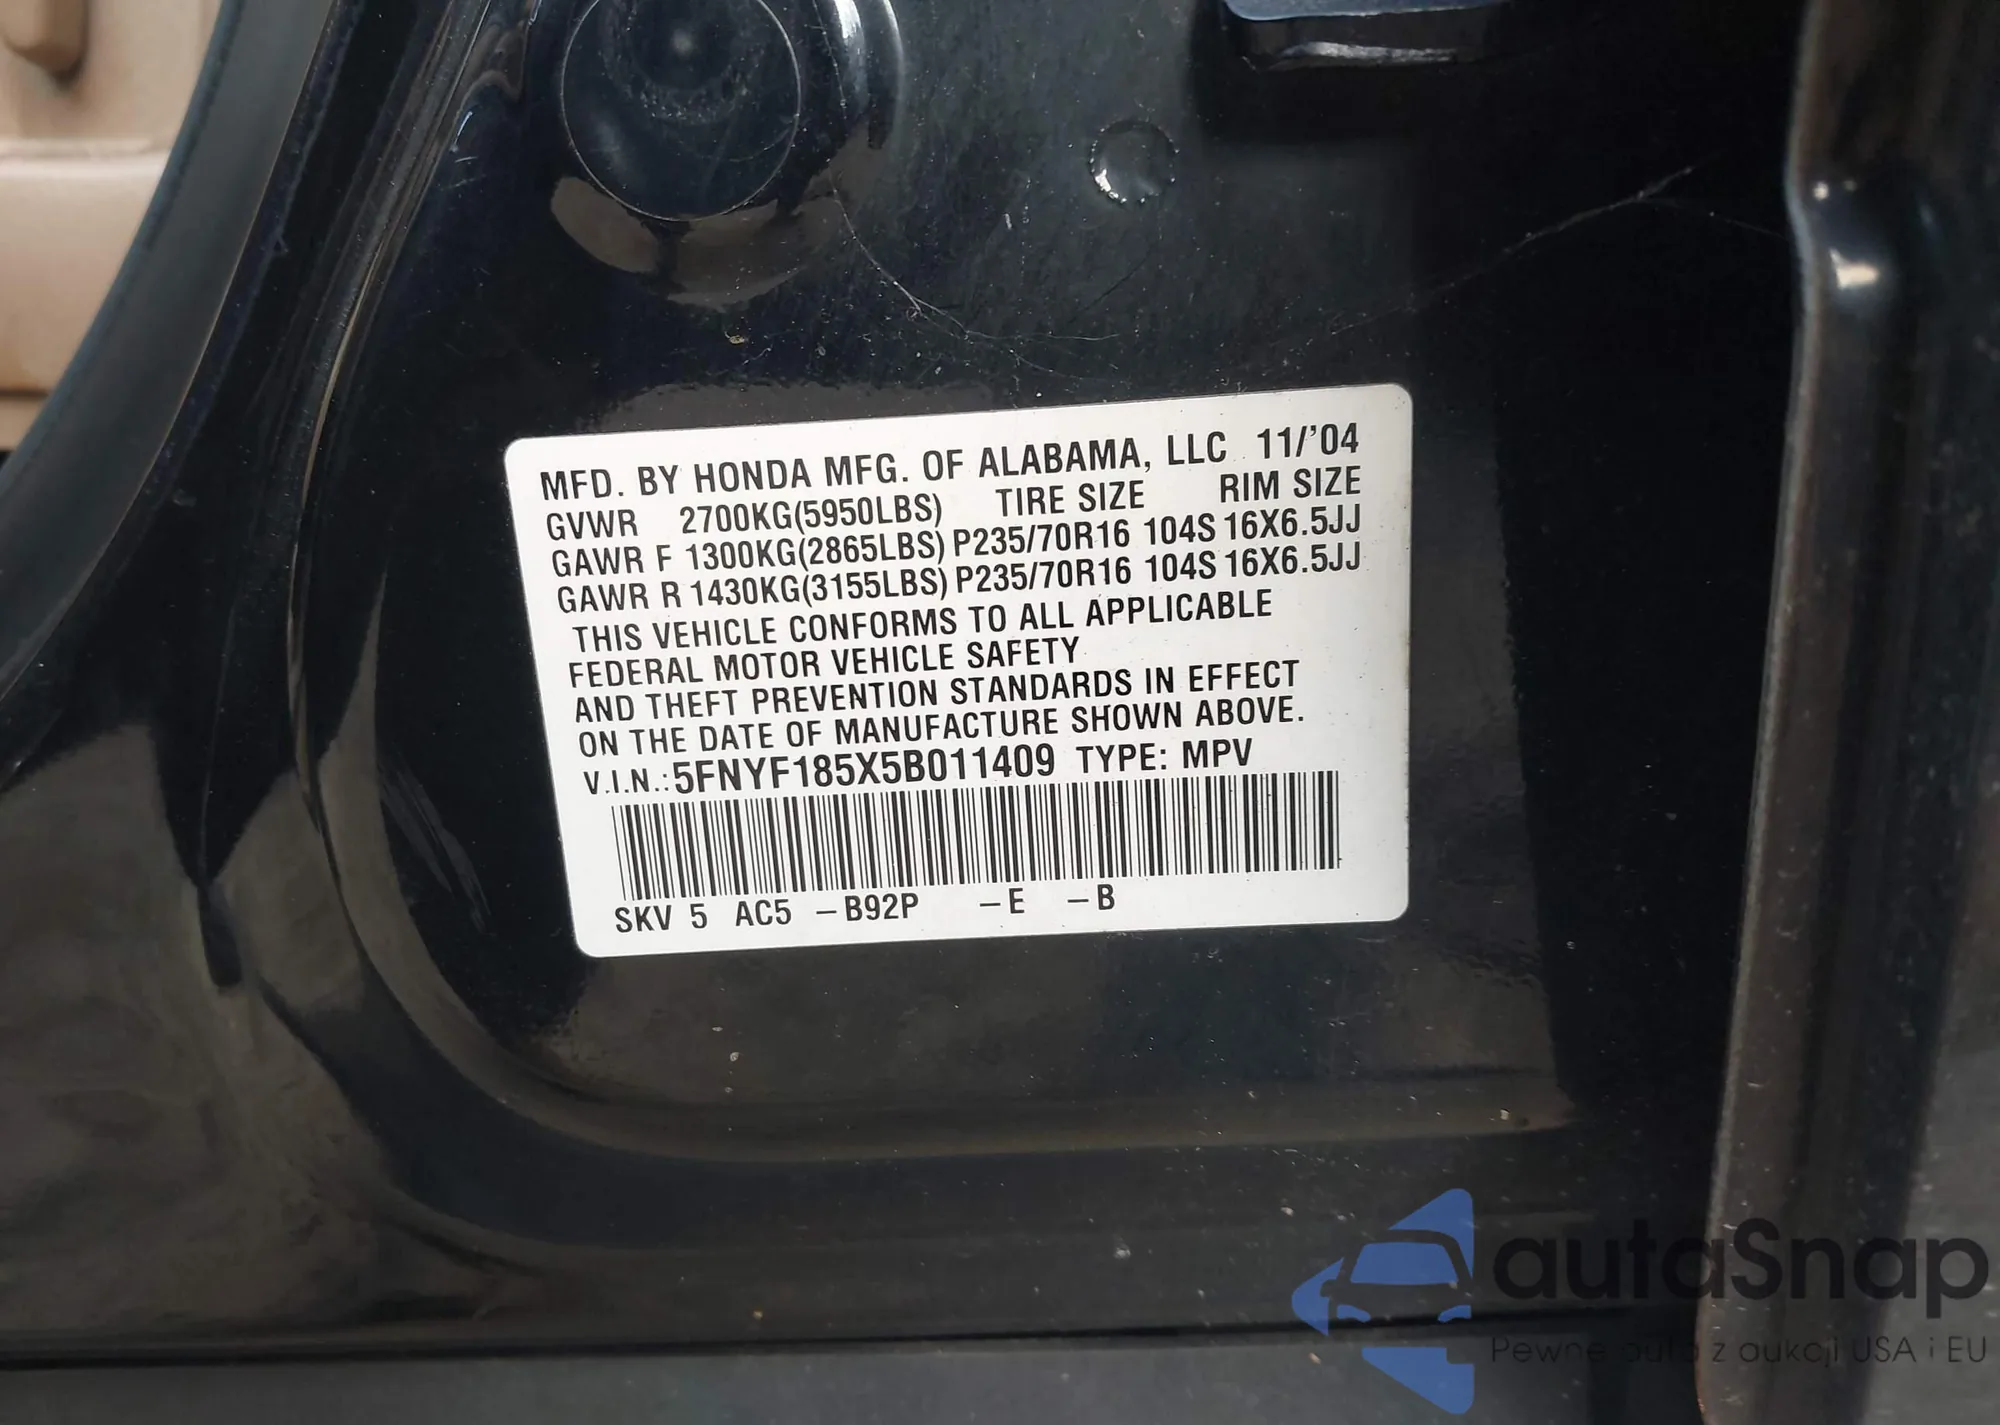 MFD. BY HONDA MFG. OF ALABAMA, LLC 11/'04
GVWR 2700KG(5950LBS) TIRE SIZE RIM SIZE
GAWR F 1300KG(2865LBS) P235/70R16 104S 16X6.5JJ
GAWR R 1430KG(3155LBS) P235/70R16 104S 16X6.5JJ
THIS VEHICLE CONFORMS TO ALL APPLICABLE
FEDERAL MOTOR VEHICLE SAFETY
AND THEFT PREVENTION STANDARDS IN EFFECT
ON THE DATE OF MANUFACTURE SHOWN ABOVE.
V.I.N.: 5FNYF185X5B011409 TYPE: MPV
SKV 5 AC5 -B92P -E -B
autaSnap
Pewne auta z aukcji USA i EU